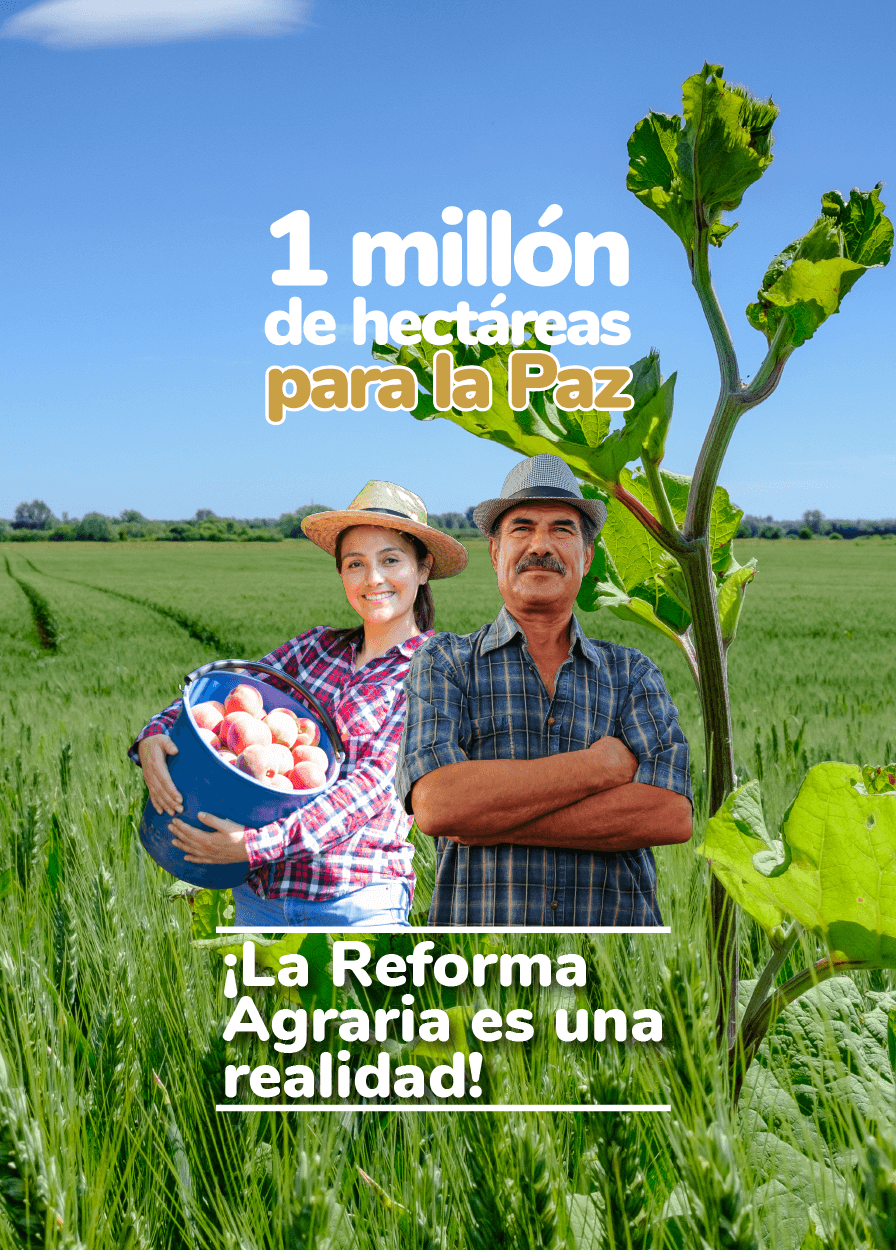 1 millón
de hectáreas
para la Paz
¡La Reforma
Agraria es una
realidad!